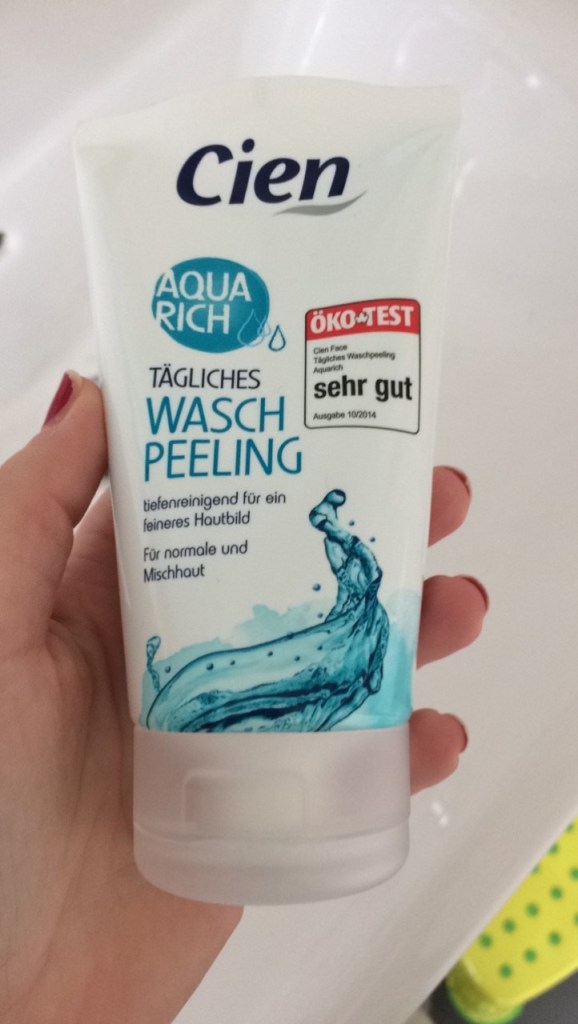 Cien
AQUA
RICH
TÄGLICHES
WASCH
PEELING
tiefenreinigend für ein
feineres Hautbild
Für normale und
Mischhaut
ÖKO TEST
Cien Face
Tägliches Waschpeeling
Aquarich
sehr gut
Ausgabe 10/2014